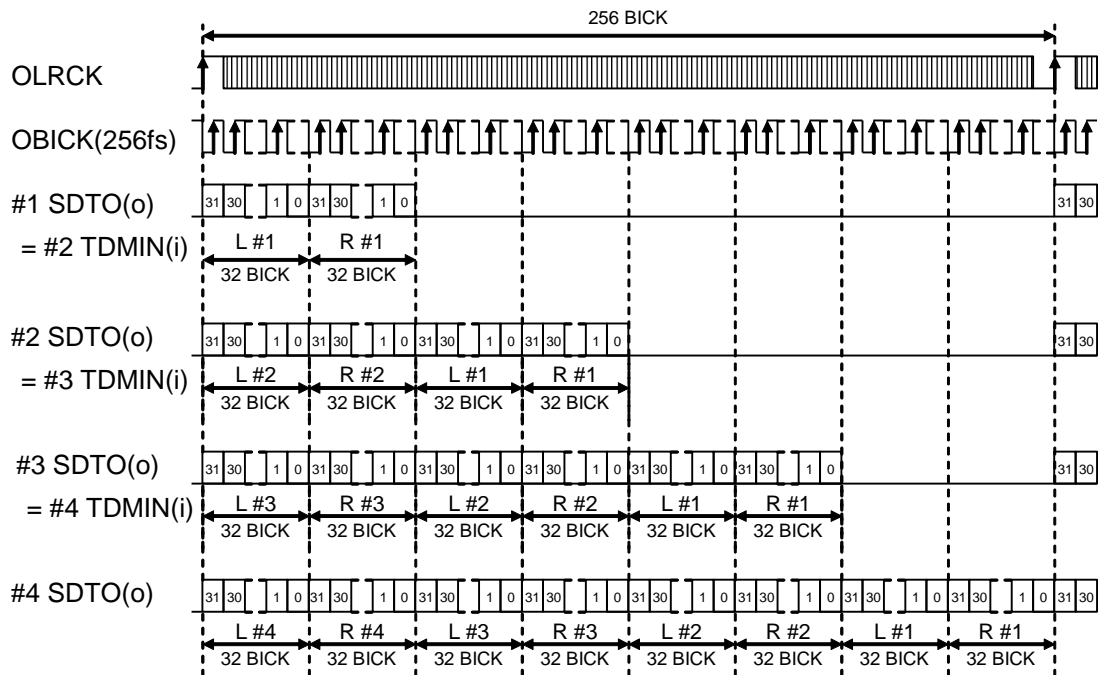 256 BICK
OLRCK
OBICK(256fs)
#1 SDTO(o)
31 30 1 0 31 30 1 0 31 30
= #2 TDMIN(i)
L #1 R #1
32 BICK 32 BICK
#2 SDTO(o)
31 30 1 0 31 30 1 0 31 30 1 0 31 30 1 0 31 30
= #3 TDMIN(i)
L #2 R #2 L #1 R #1
32 BICK 32 BICK 32 BICK 32 BICK
#3 SDTO(o)
31 30 1 0 31 30 1 0 31 30 1 0 31 30 1 0 31 30 1 0 31 30 1 0 31 30
= #4 TDMIN(i)
L #3 R #3 L #2 R #2 L #1 R #1
32 BICK 32 BICK 32 BICK 32 BICK 32 BICK 32 BICK
#4 SDTO(o)
31 30 1 0 31 30 1 0 31 30 1 0 31 30 1 0 31 30 1 0 31 30 1 0 31 30 1 0 31 30 1 0 31 30
L #4 R #4 L #3 R #3 L #2 R #2 L #1 R #1
32 BICK 32 BICK 32 BICK 32 BICK 32 BICK 32 BICK 32 BICK 32 BICK